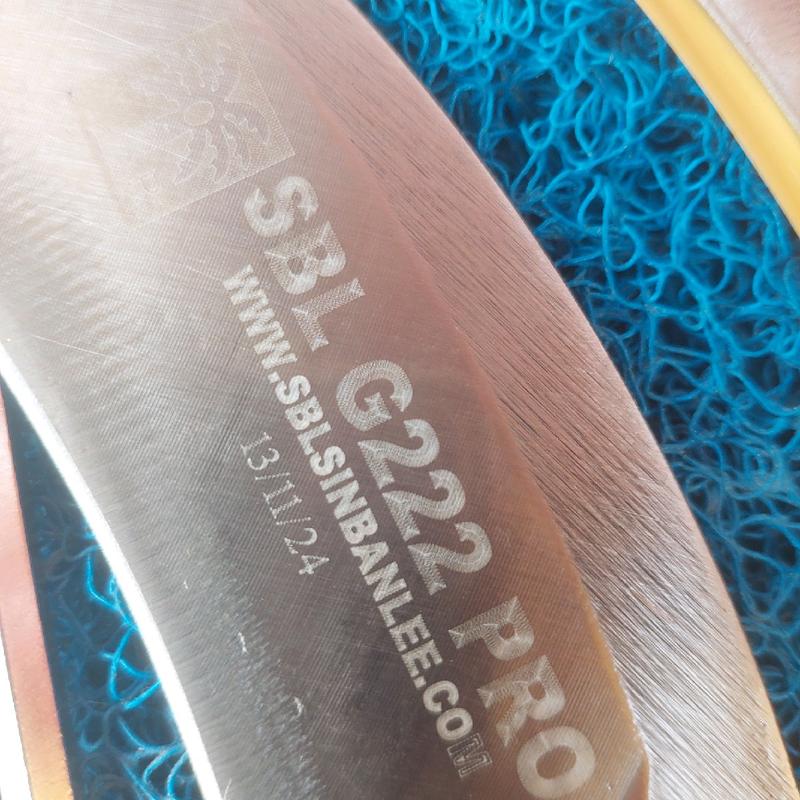 SBL G222 PRO
WWW.SBLSINBANLEE.COM
13/11/24